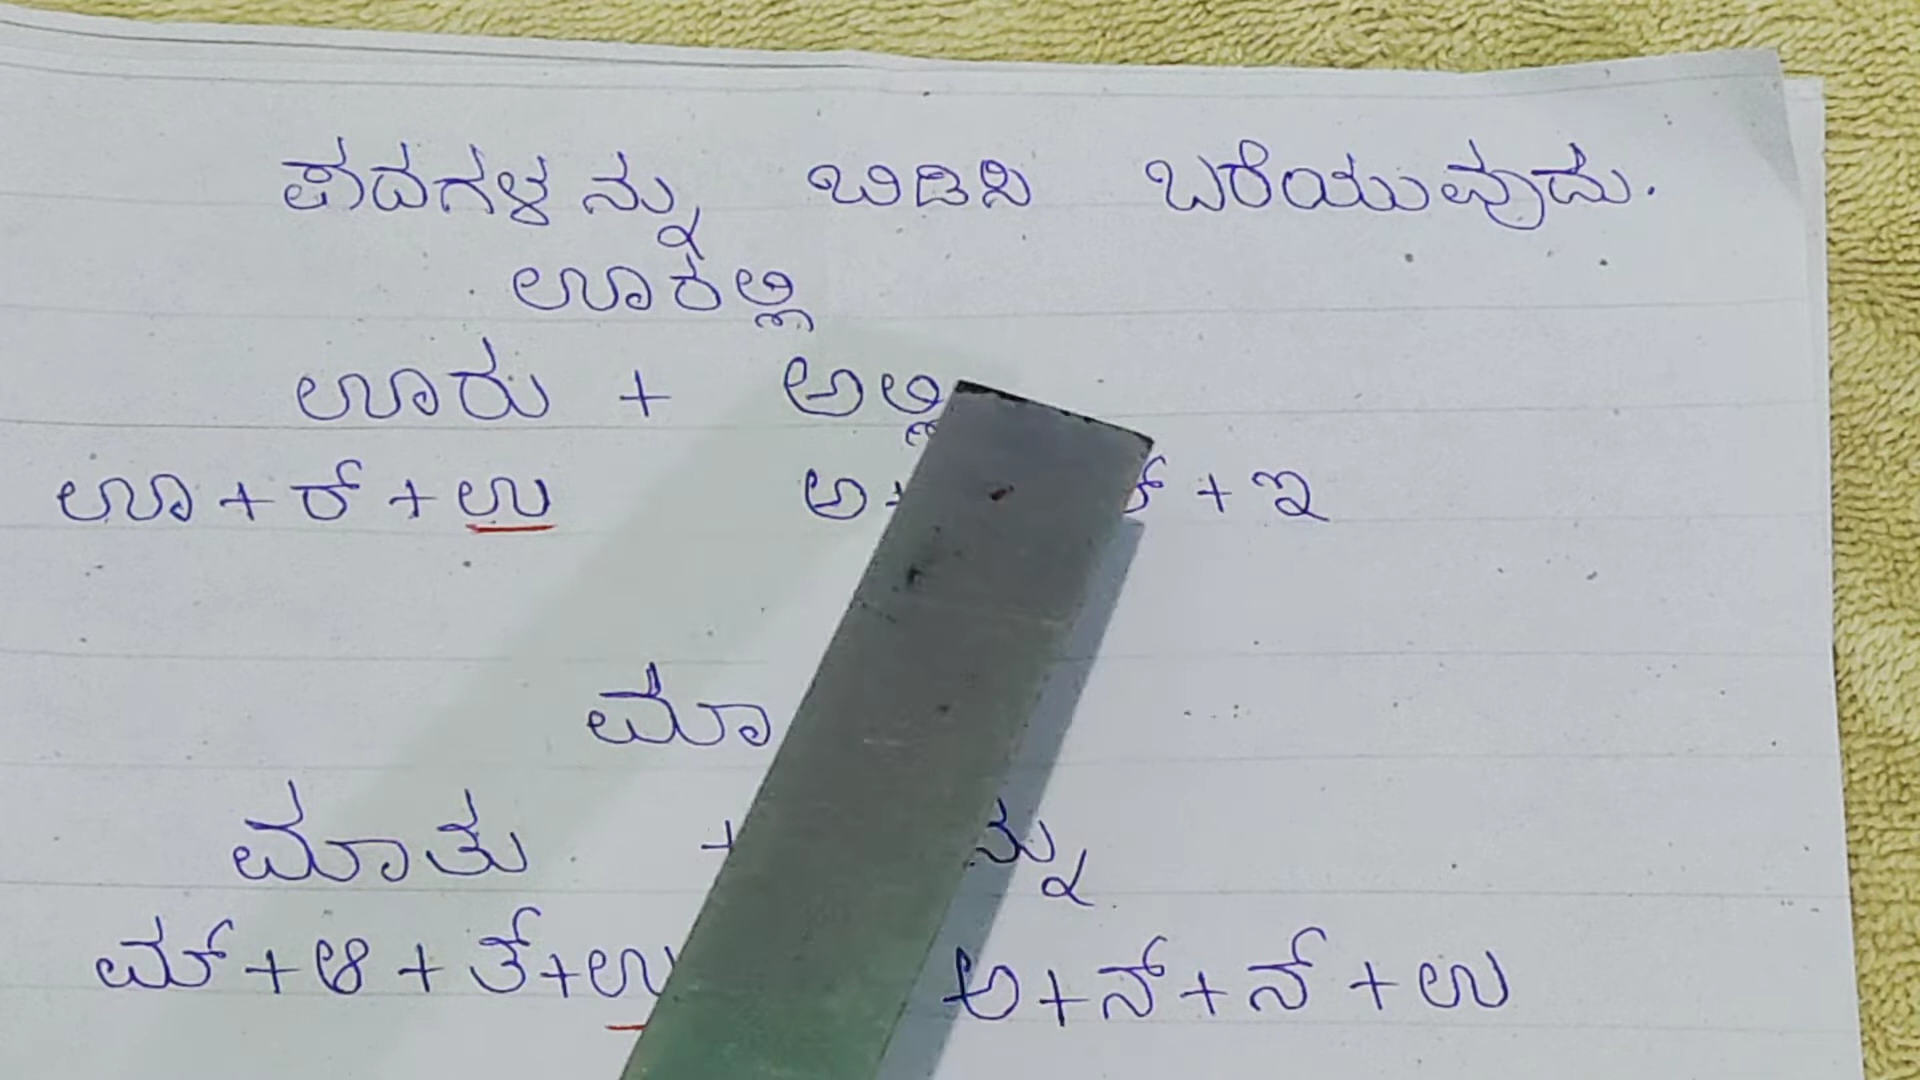 ಪದಗಳನ್ನು ಬಿಡಿಸಿ ಬರೆಯುವುದು.
ಊರಲ್ಲಿ
ಊರು + ಅಲ್ಲಿ
ಊ + ರ್ + ಉ ಅ + + ಇ
ಮಾತು +
ಮ್ + ಆ + ತ್ + ಉ ಅ + ನ್ + ನ್ + ಉ